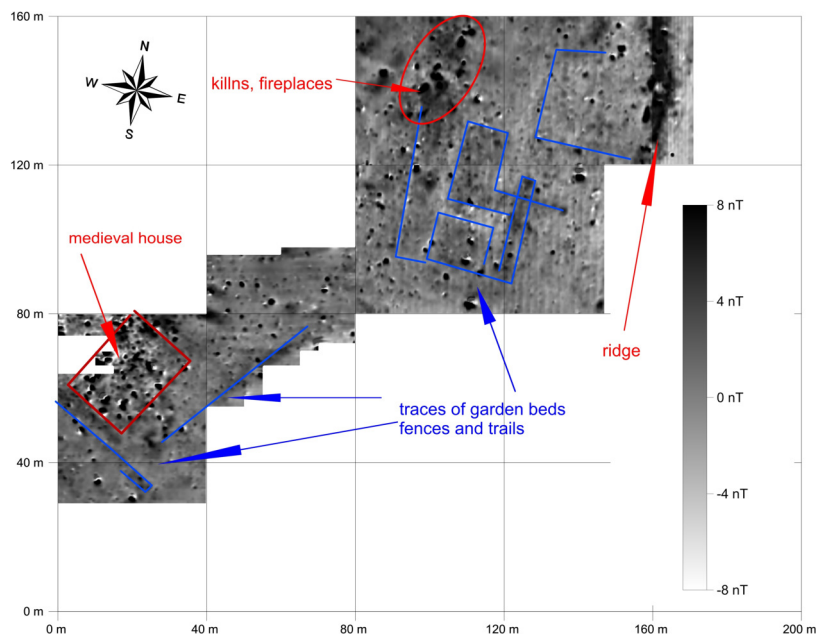 160 m
N
W
E
S
killns, fireplaces
120 m
8 nT
medieval house
4 nT
80 m
ridge
0 nT
traces of garden beds
fences and trails
40 m
-4 nT
-8 nT
0 m
0 m
40 m
80 m
120 m
160 m
200 m